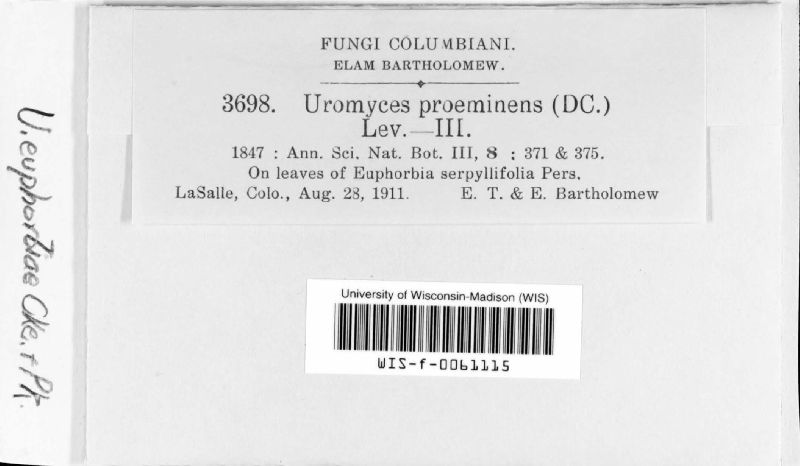 FUNGI COLUMBIANI.
ELAM BARTHOLOMEW.
3698. Uromyces proeminens (DC.)
Lev.—III.
1847 : Ann. Sci. Nat. Bot. III, 8 : 371 & 375.
On leaves of Euphorbia serpyllifolia Pers.
LaSalle, Colo., Aug. 28, 1911. E. T. & E. Bartholomew
University of Wisconsin-Madison (WIS)
WIS-f-0061115
U. euphorbiae Cke. + Pk.